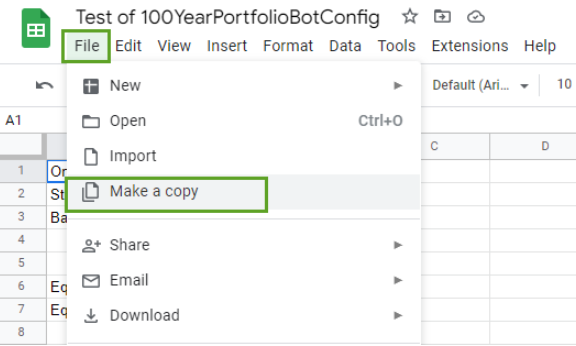 Test of 100YearPortfolioBotConfig
File Edit View Insert Format Data Tools Extensions Help
New Default (Ari... 10
A1 Open Ctrl+O
Import C D
1 Or
2 St Make a copy
3 Ba
4 Share
5
6 Eq Email
7 Eq Download
8